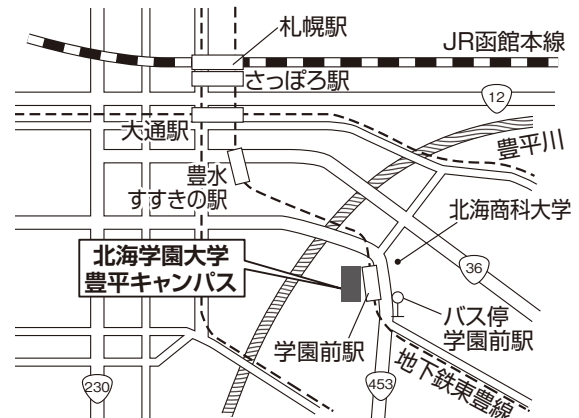 札幌駅
JR函館本線
さっぽろ駅
12
大通駅
豊平川
豊水
すすきの駅
北海商科大学
北海学園大学
豊平キャンパス
36
バス停
学園前駅
学園前駅
地下鉄東豊線
230
453